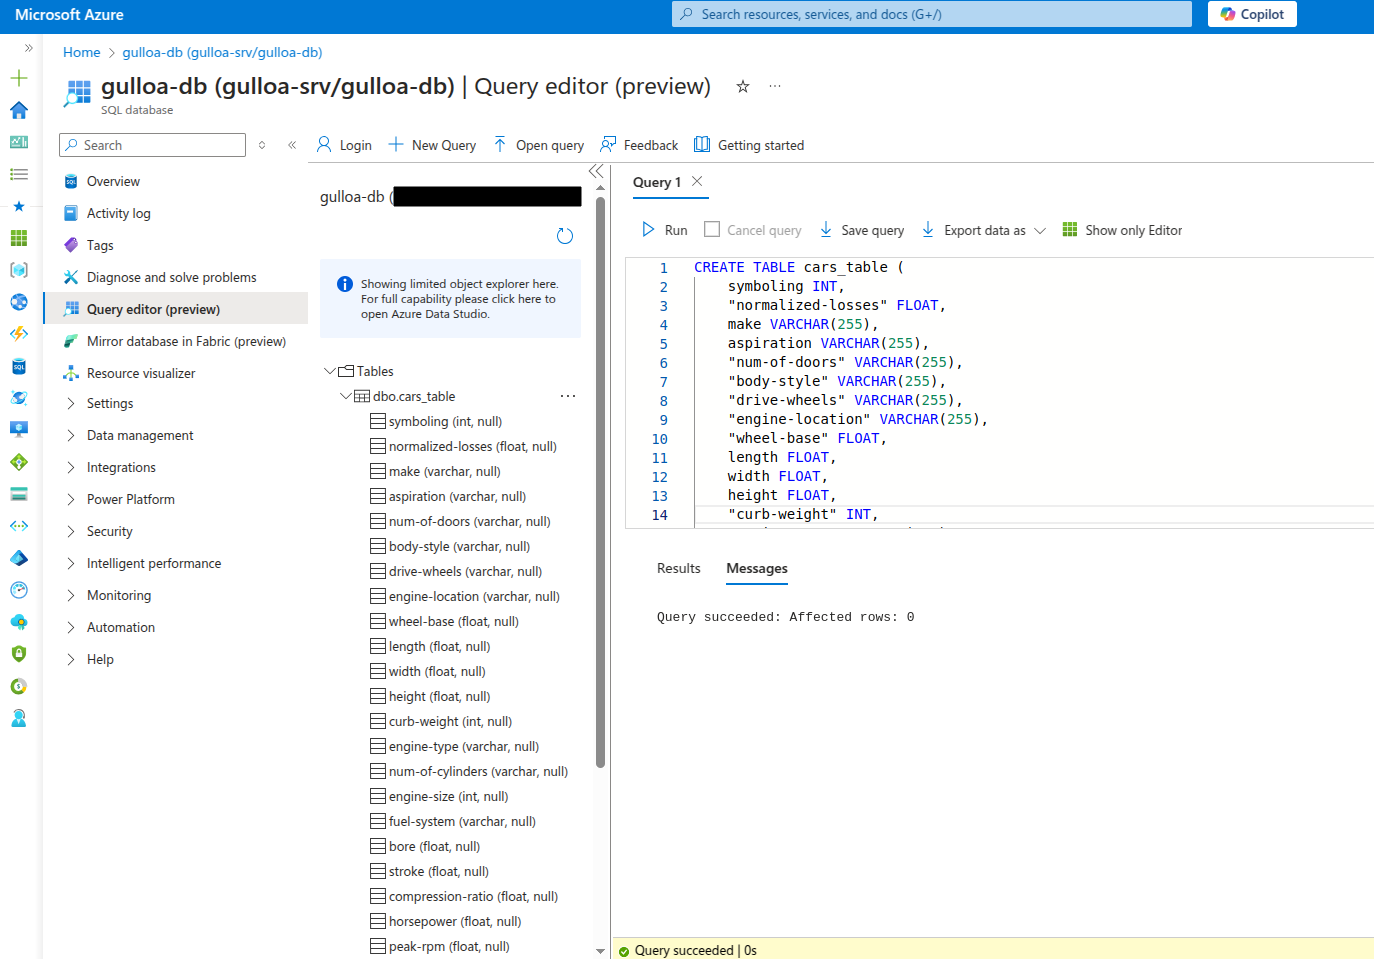 Microsoft Azure
Search resources, services, and docs (G+/)
Copilot
Home > gulloa-db (gulloa-srv/gulloa-db)
gulloa-db (gulloa-srv/gulloa-db) | Query editor (preview)
SQL database
Search
Overview
Activity log
Tags
Diagnose and solve problems
Query editor (preview)
Mirror database in Fabric (preview)
Resource visualizer
Settings
Data management
Integrations
Power Platform
Security
Intelligent performance
Monitoring
Automation
Help
Login
New Query
Open query
Feedback
Getting started
gulloa-db (
Showing limited object explorer here.
For full capability please click here to
open Azure Data Studio.
Tables
dbo.cars_table
symboling (int, null)
normalized-losses (float, null)
make (varchar, null)
aspiration (varchar, null)
num-of-doors (varchar, null)
body-style (varchar, null)
drive-wheels (varchar, null)
engine-location (varchar, null)
wheel-base (float, null)
length (float, null)
width (float, null)
height (float, null)
curb-weight (int, null)
engine-type (varchar, null)
num-of-cylinders (varchar, null)
engine-size (int, null)
fuel-system (varchar, null)
bore (float, null)
stroke (float, null)
compression-ratio (float, null)
horsepower (float, null)
peak-rpm (float, null)
Query 1
Run
Cancel query
Save query
Export data as
Show only Editor
1 CREATE TABLE cars_table (
2 symboling INT,
3 "normalized-losses" FLOAT,
4 make VARCHAR(255),
5 aspiration VARCHAR(255),
6 "num-of-doors" VARCHAR(255),
7 "body-style" VARCHAR(255),
8 "drive-wheels" VARCHAR(255),
9 "engine-location" VARCHAR(255),
10 "wheel-base" FLOAT,
11 length FLOAT,
12 width FLOAT,
13 height FLOAT,
14 "curb-weight" INT,
Results
Messages
Query succeeded: Affected rows: 0
Query succeeded | 0s